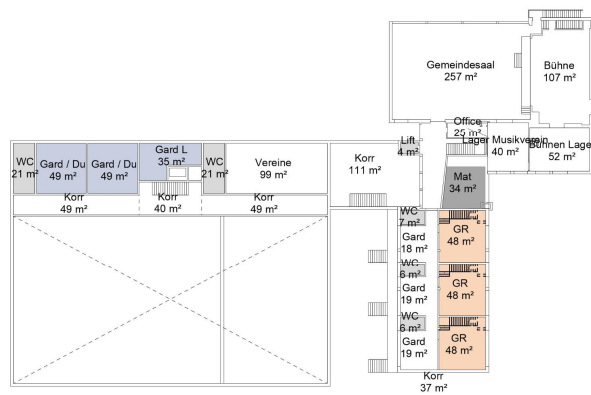 Gemeindesaal
257 m²
Bühne
107 m²
Office
25 m²
Lager Musikverein
40 m²
Bühnen Lage
52 m²
Lift
4 m²
WC
21 m²
Gard / Du
49 m²
Gard / Du
49 m²
Gard L
35 m²
WC
21 m²
Vereine
99 m²
Korr
111 m²
Mat
34 m²
Korr
49 m²
Korr
40 m²
Korr
49 m²
WC
7 m²
Gard
18 m²
GR
48 m²
WC
6 m²
Gard
19 m²
GR
48 m²
WC
6 m²
Gard
19 m²
GR
48 m²
Korr
37 m²